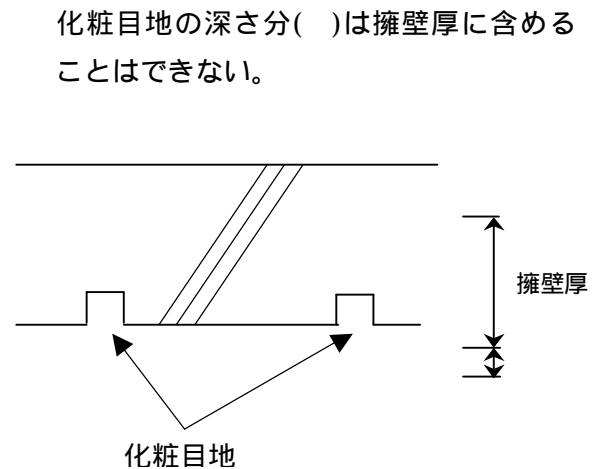 化粧目地の深さ分(　)は擁壁厚に含める
ことはできない。
擁壁厚
化粧目地